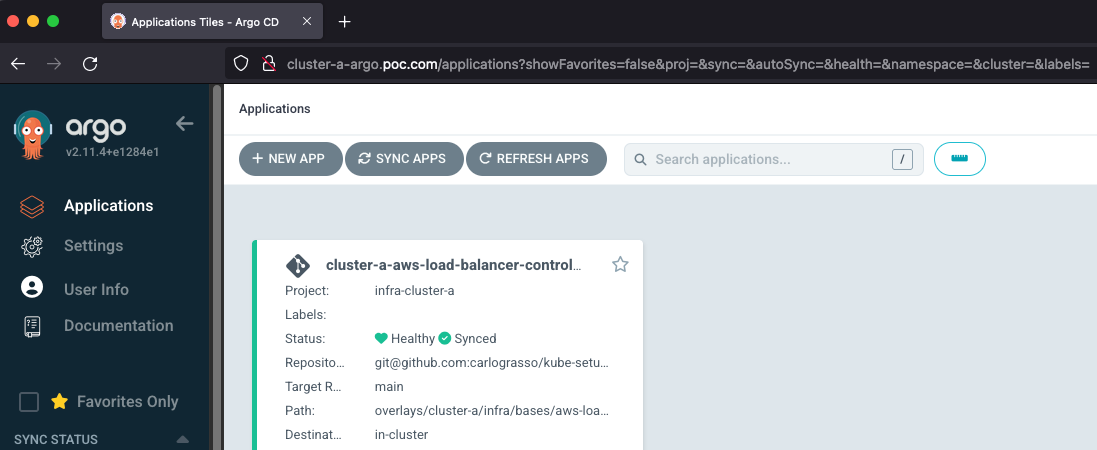 Applications Tiles - Argo CD
cluster-a-argo.poc.com/applications?showFavorites=false&proj=&sync=&autoSync=&health=&namespace=&cluster=&labels=
argo
v2.11.4+e1284e1
Applications
Settings
User Info
Documentation
Favorites Only
SYNC STATUS
Applications
+ NEW APP
SYNC APPS
REFRESH APPS
Search applications...
/
cluster-a-aws-load-balancer-control...
Project: infra-cluster-a
Labels:
Status: Healthy Synced
Reposito... git@github.com:carlograsso/kube-setu...
Target R... main
Path: overlays/cluster-a/infra/bases/aws-loa...
Destinat... in-cluster